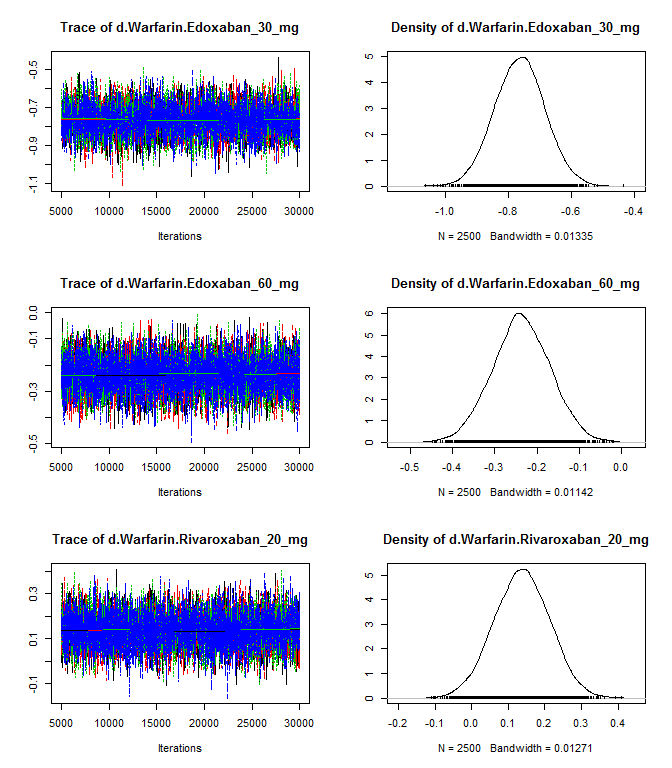 Trace of d.Warfarin.Edoxaban_30_mg
-0.5
-0.7
-0.9
-1.1
5000 10000 15000 20000 25000 30000
Iterations
Density of d.Warfarin.Edoxaban_30_mg
5
4
3
2
1
0
-1.0 -0.8 -0.6 -0.4
N = 2500 Bandwidth = 0.01335
Trace of d.Warfarin.Edoxaban_60_mg
0.0
-0.1
-0.3
-0.5
5000 10000 15000 20000 25000 30000
Iterations
Density of d.Warfarin.Edoxaban_60_mg
6
5
4
3
2
1
0
-0.5 -0.4 -0.3 -0.2 -0.1 0.0
N = 2500 Bandwidth = 0.01142
Trace of d.Warfarin.Rivaroxaban_20_mg
0.3
0.1
-0.1
5000 10000 15000 20000 25000 30000
Iterations
Density of d.Warfarin.Rivaroxaban_20_mg
5
4
3
2
1
0
-0.2 -0.1 0.0 0.1 0.2 0.3 0.4
N = 2500 Bandwidth = 0.01271